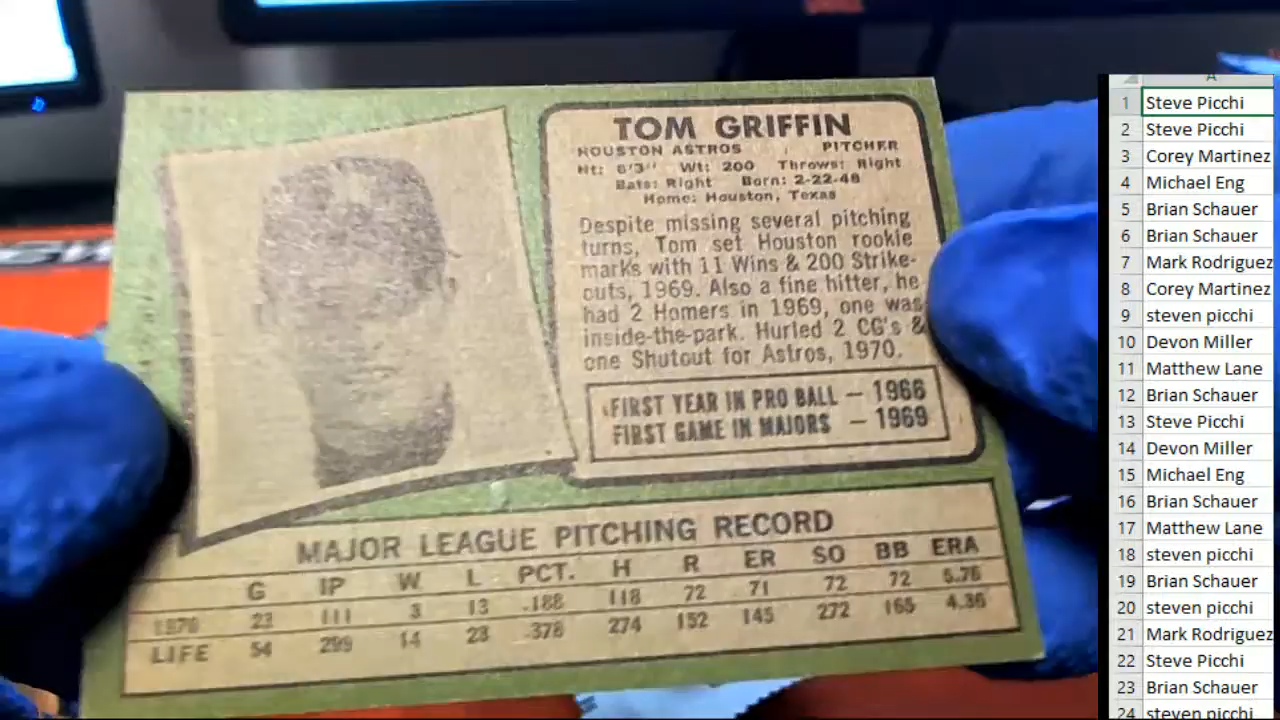 TOM GRIFFIN
HOUSTON ASTROS PITCHER
Ht: 6'3" Wt: 200 Throws: Right
Bats: Right Born: 2-22-48
Home: Houston, Texas
Despite missing several pitching
turns, Tom set Houston rookie
marks with 11 Wins & 200 Strike-
outs, 1969. Also a fine hitter, he
had 2 Homers in 1969, one was
inside-the-park. Hurled 2 CG's &
one Shutout for Astros, 1970.
FIRST YEAR IN PRO BALL — 1966
FIRST GAME IN MAJORS — 1969
MAJOR LEAGUE PITCHING RECORD
G IP W L PCT. H R ER SO BB ERA
1970 23 111 3 13 .188 118 72 71 72 72 5.76
LIFE 54 299 14 23 .378 274 152 145 272 165 4.36
A
1 Steve Picchi
2 Steve Picchi
3 Corey Martinez
4 Michael Eng
5 Brian Schauer
6 Brian Schauer
7 Mark Rodriguez
8 Corey Martinez
9 steven picchi
10 Devon Miller
11 Matthew Lane
12 Brian Schauer
13 Steve Picchi
14 Devon Miller
15 Michael Eng
16 Brian Schauer
17 Matthew Lane
18 steven picchi
19 Brian Schauer
20 steven picchi
21 Mark Rodriguez
22 Steve Picchi
23 Brian Schauer
24 steven picchi